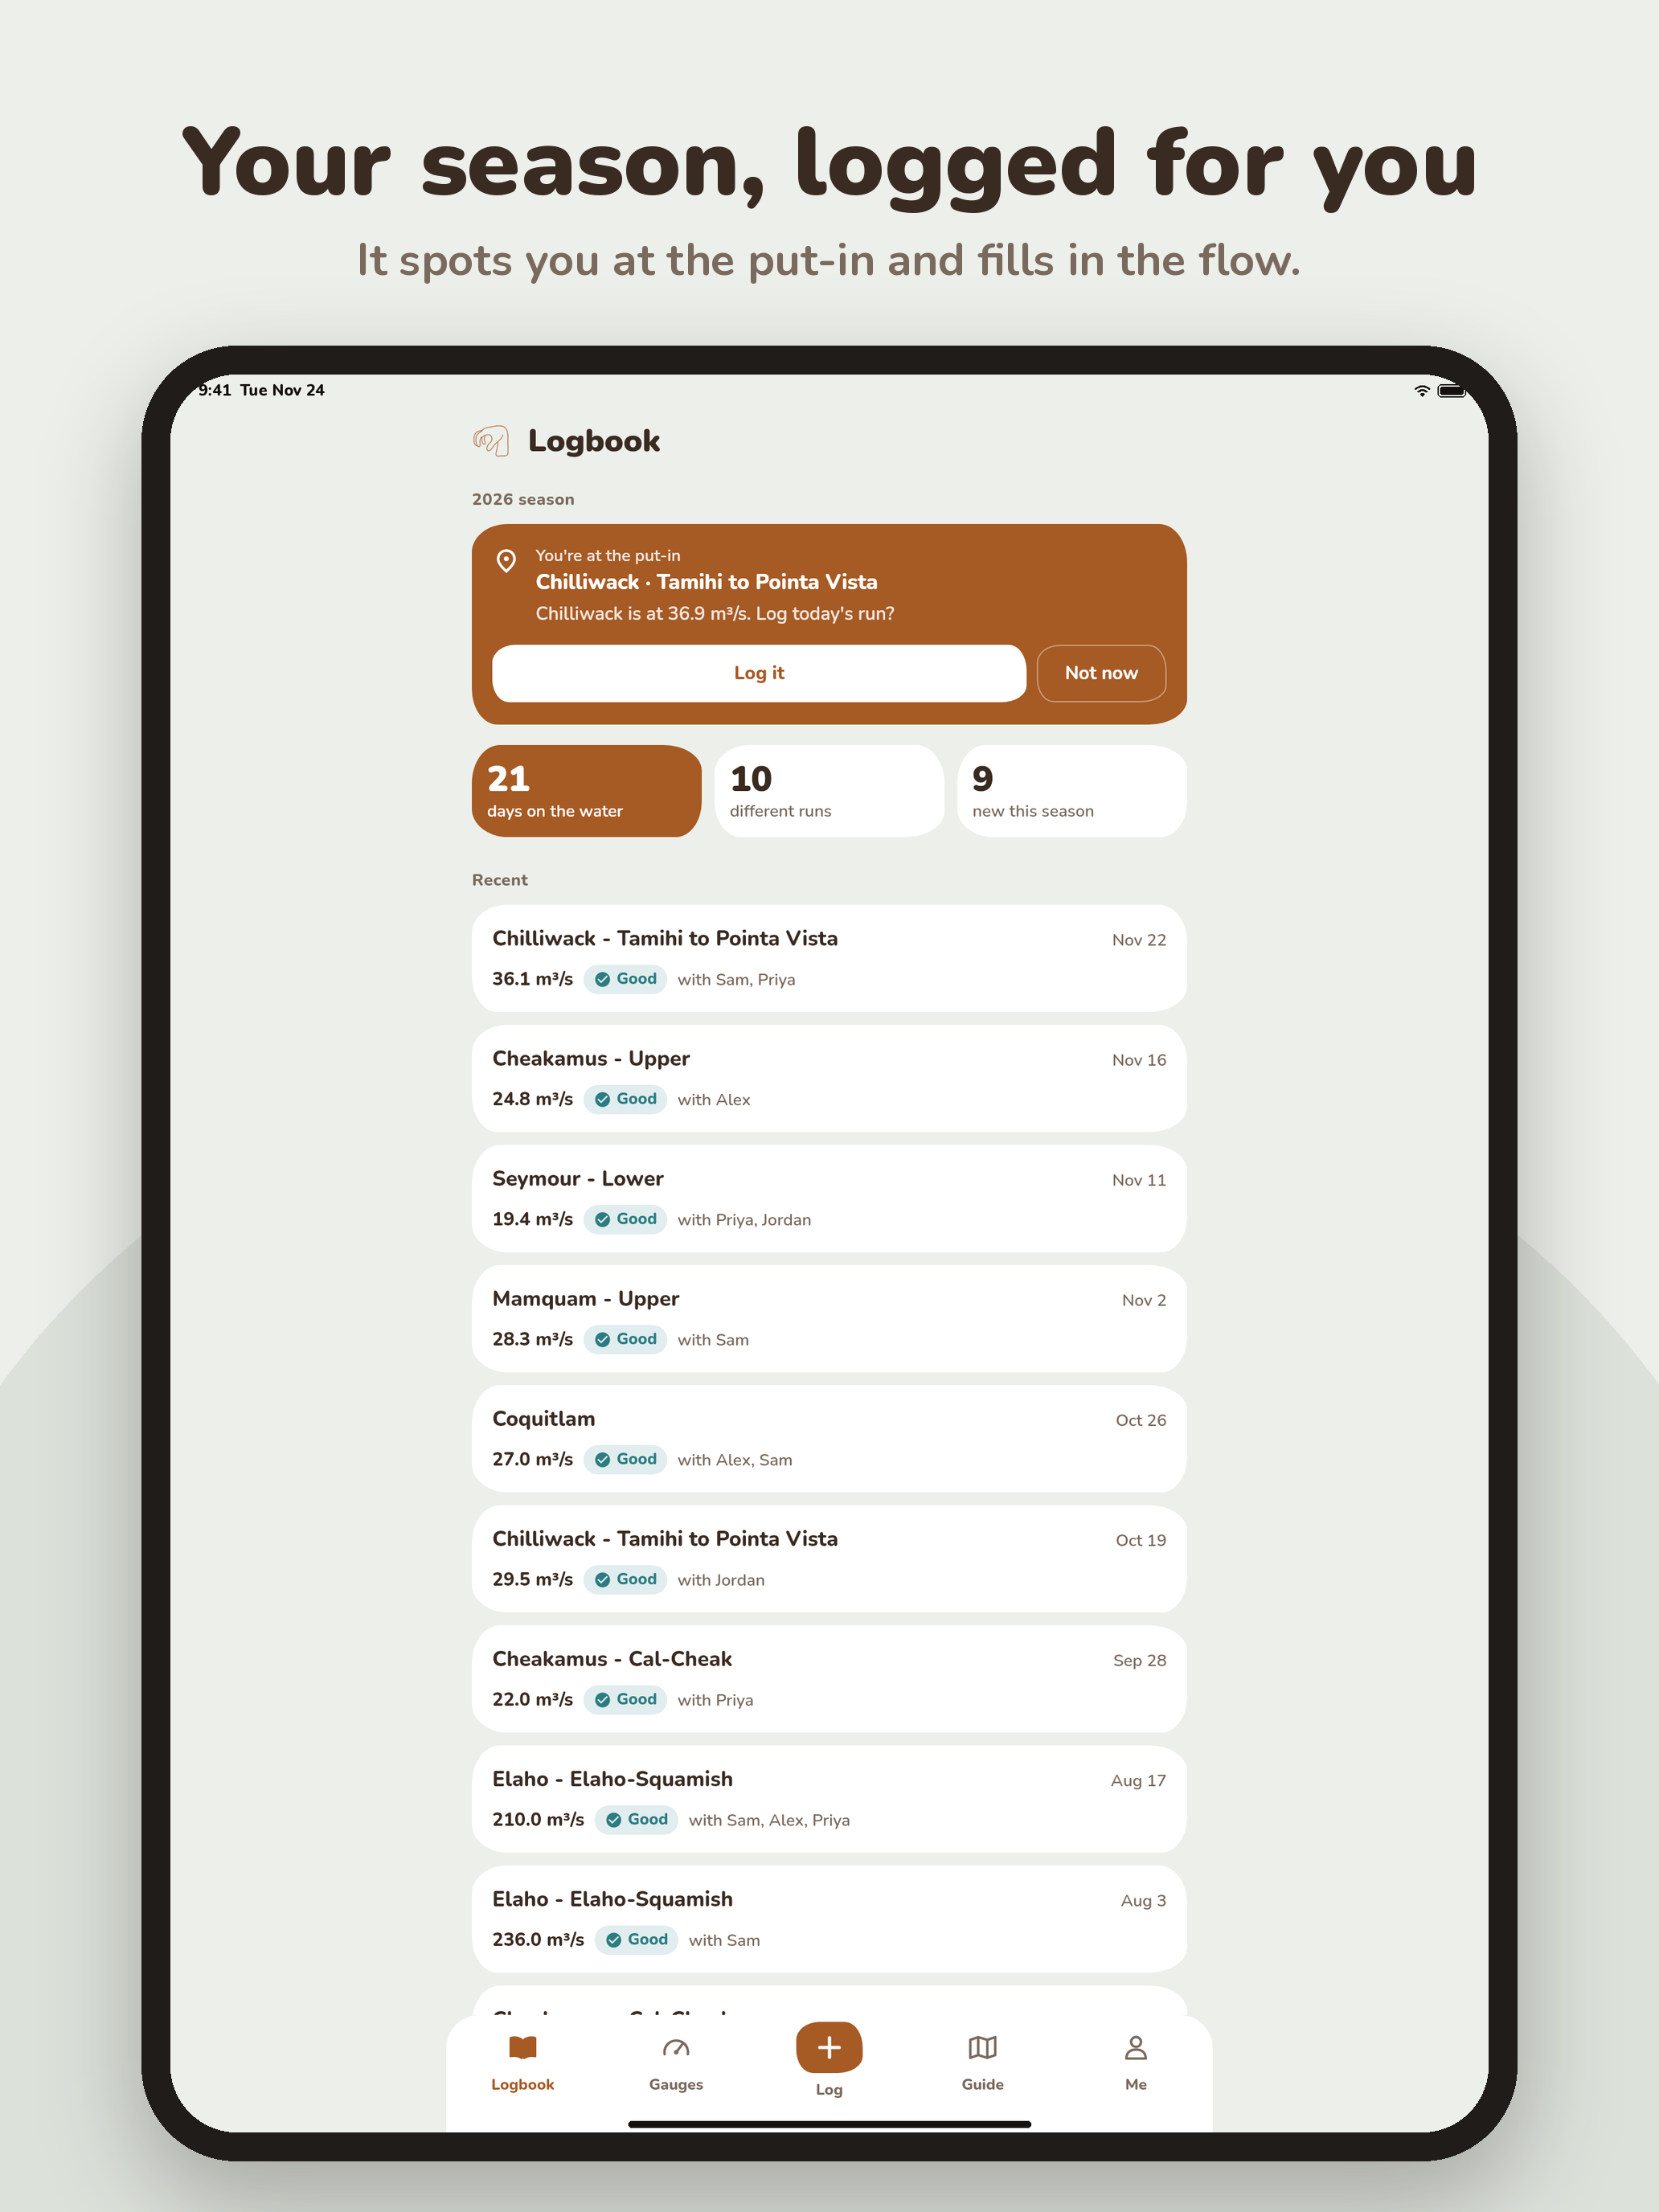 Your season, logged for you
It spots you at the put-in and fills in the flow.
9:41 Tue Nov 24
Logbook
2026 season
You're at the put-in
Chilliwack · Tamihi to Pointa Vista
Chilliwack is at 36.9 m³/s. Log today's run?
Log it
Not now
21
days on the water
10
different runs
9
new this season
Recent
Chilliwack - Tamihi to Pointa Vista
Nov 22
36.1 m³/s Good with Sam, Priya
Cheakamus - Upper
Nov 16
24.8 m³/s Good with Alex
Seymour - Lower
Nov 11
19.4 m³/s Good with Priya, Jordan
Mamquam - Upper
Nov 2
28.3 m³/s Good with Sam
Coquitlam
Oct 26
27.0 m³/s Good with Alex, Sam
Chilliwack - Tamihi to Pointa Vista
Oct 19
29.5 m³/s Good with Jordan
Cheakamus - Cal-Cheak
Sep 28
22.0 m³/s Good with Priya
Elaho - Elaho-Squamish
Aug 17
210.0 m³/s Good with Sam, Alex, Priya
Elaho - Elaho-Squamish
Aug 3
236.0 m³/s Good with Sam
Logbook
Gauges
Log
Guide
Me